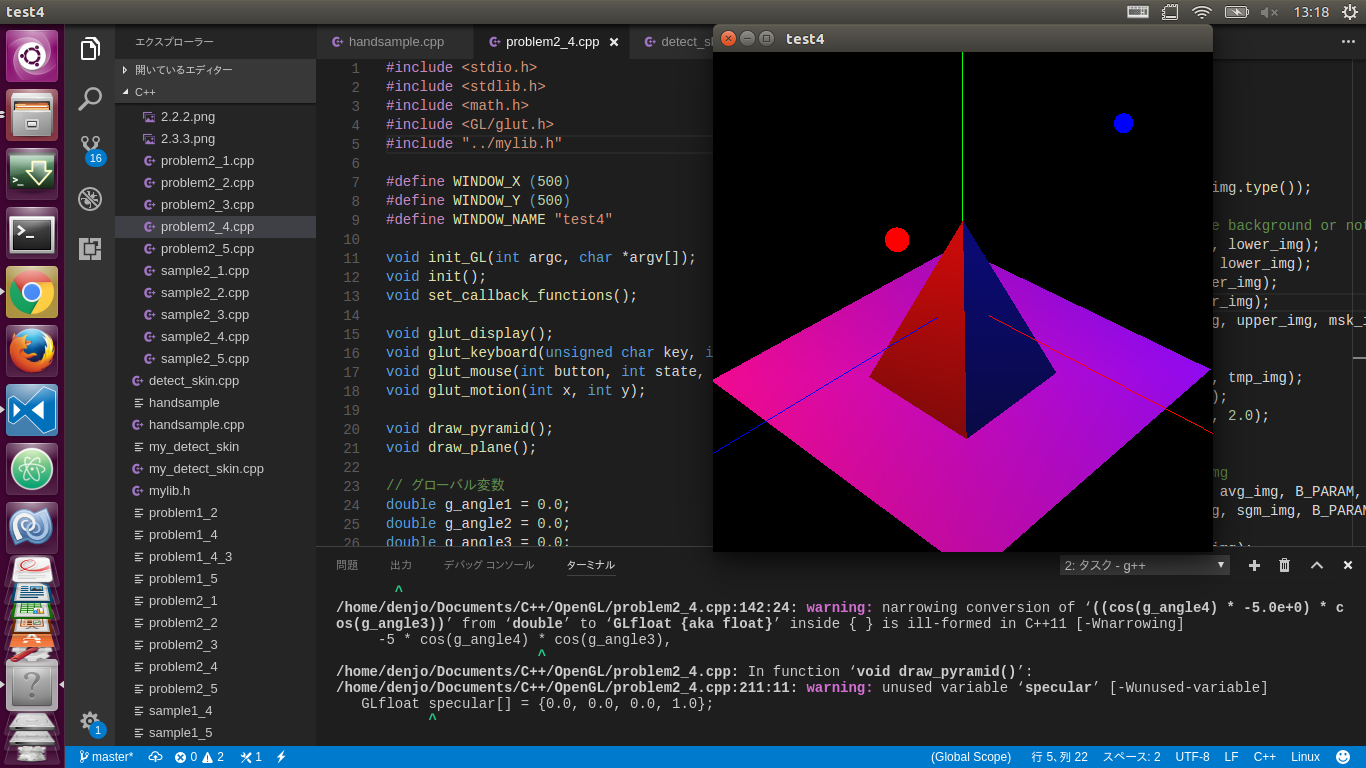 test4
13:18
エクスプローラー
開いているエディター
C++
2.2.2.png
2.3.3.png
problem2_1.cpp
problem2_2.cpp
problem2_3.cpp
problem2_4.cpp
problem2_5.cpp
sample2_1.cpp
sample2_2.cpp
sample2_3.cpp
sample2_4.cpp
sample2_5.cpp
detect_skin.cpp
handsample
handsample.cpp
my_detect_skin
my_detect_skin.cpp
mylib.h
problem1_2
problem1_4
problem1_4_3
problem1_5
problem2_1
problem2_2
problem2_3
problem2_4
problem2_5
sample1_4
sample1_5
16
1
handsample.cpp
problem2_4.cpp
1 #include <stdio.h>
2 #include <stdlib.h>
3 #include <math.h>
4 #include <GL/glut.h>
5 #include "../mylib.h"
6
7 #define WINDOW_X (500)
8 #define WINDOW_Y (500)
9 #define WINDOW_NAME "test4"
10
11 void init_GL(int argc, char *argv[]);
12 void init();
13 void set_callback_functions();
14
15 void glut_display();
16 void glut_keyboard(unsigned char key, i
17 void glut_mouse(int button, int state,
18 void glut_motion(int x, int y);
19
20 void draw_pyramid();
21 void draw_plane();
22
23 // グローバル変数
24 double g_angle1 = 0.0;
25 double g_angle2 = 0.0;
26 double g_angle3 = 0.0;
test4
img.type());
e background or not
, lower_img);
lower_img);
er_img);
r_img);
g, upper_img, msk_i
, tmp_img);
);
, 2.0);
mg
avg_img, B_PARAM,
g, sgm_img, B_PARAM
問題
出力
デバッグ コンソール
ターミナル
2: タスク - g++
^
/home/denjo/Documents/C++/OpenGL/problem2_4.cpp:142:24: warning: narrowing conversion of ‘((cos(g_angle4) * -5.0e+0) * c
os(g_angle3))’ from ‘double’ to ‘GLfloat {aka float}’ inside { } is ill-formed in C++11 [-Wnarrowing]
-5 * cos(g_angle4) * cos(g_angle3),
^
/home/denjo/Documents/C++/OpenGL/problem2_4.cpp: In function ‘void draw_pyramid()’:
/home/denjo/Documents/C++/OpenGL/problem2_4.cpp:211:11: warning: unused variable ‘specular’ [-Wunused-variable]
GLfloat specular[] = {0.0, 0.0, 0.0, 1.0};
^
master*
0
2
1
(Global Scope)
行 5、列 22
スペース: 2
UTF-8
LF
C++
Linux